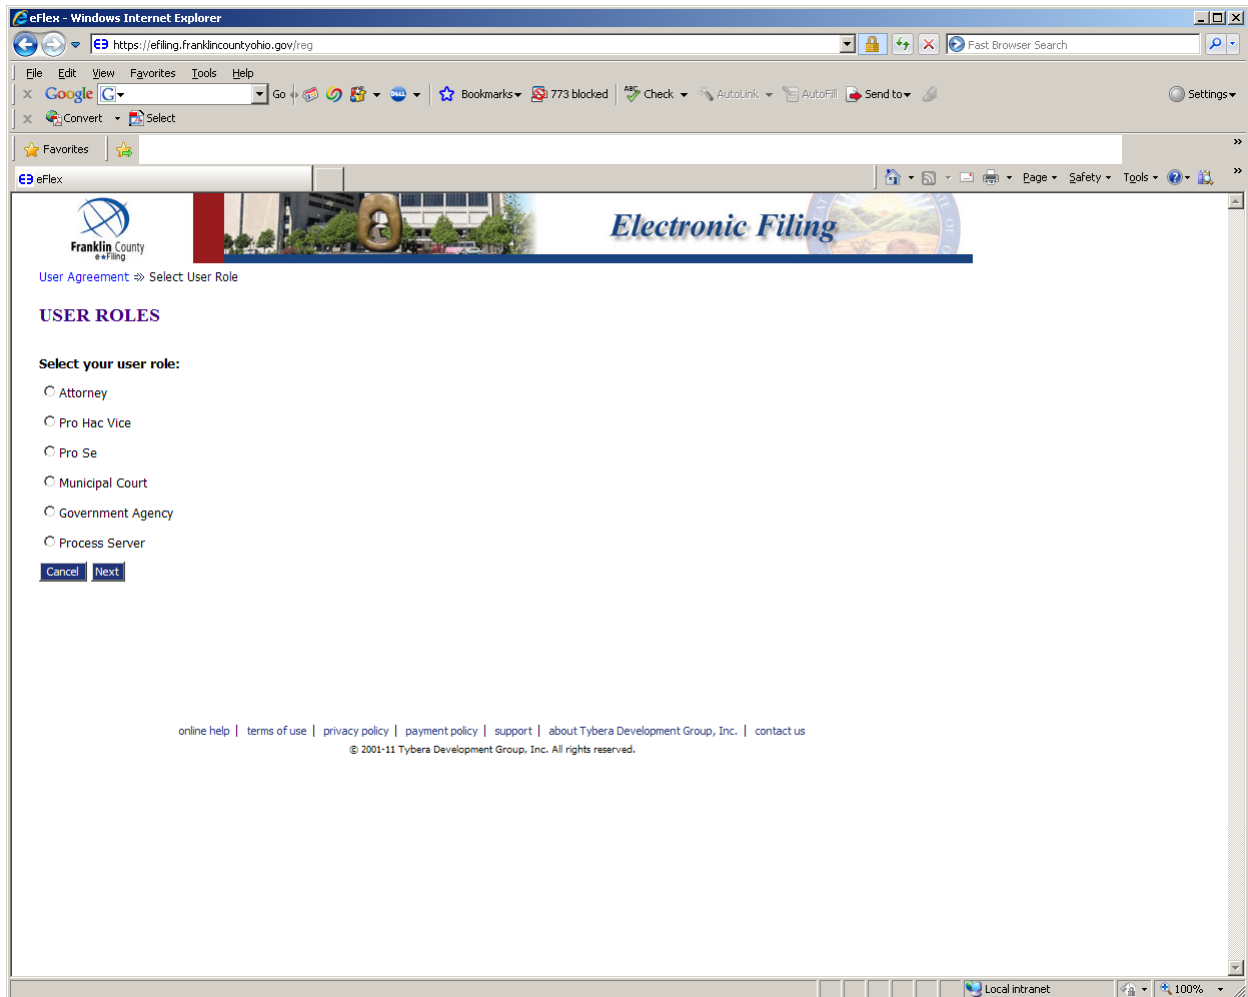 eFlex - Windows Internet Explorer
https://efiling.franklincountyohio.gov/reg
Fast Browser Search
File Edit View Favorites Tools Help
Google G Go Bookmarks 773 blocked ABC Check AutoLink AutoFill Send to Settings
Convert Select
Favorites
eFlex
Page Safety Tools
Franklin County
e★Filing
Electronic Filing
User Agreement ⇒ Select User Role
USER ROLES
Select your user role:
Attorney
Pro Hac Vice
Pro Se
Municipal Court
Government Agency
Process Server
Cancel Next
online help | terms of use | privacy policy | payment policy | support | about Tybera Development Group, Inc. | contact us
© 2001-11 Tybera Development Group, Inc. All rights reserved.
Local intranet 100%